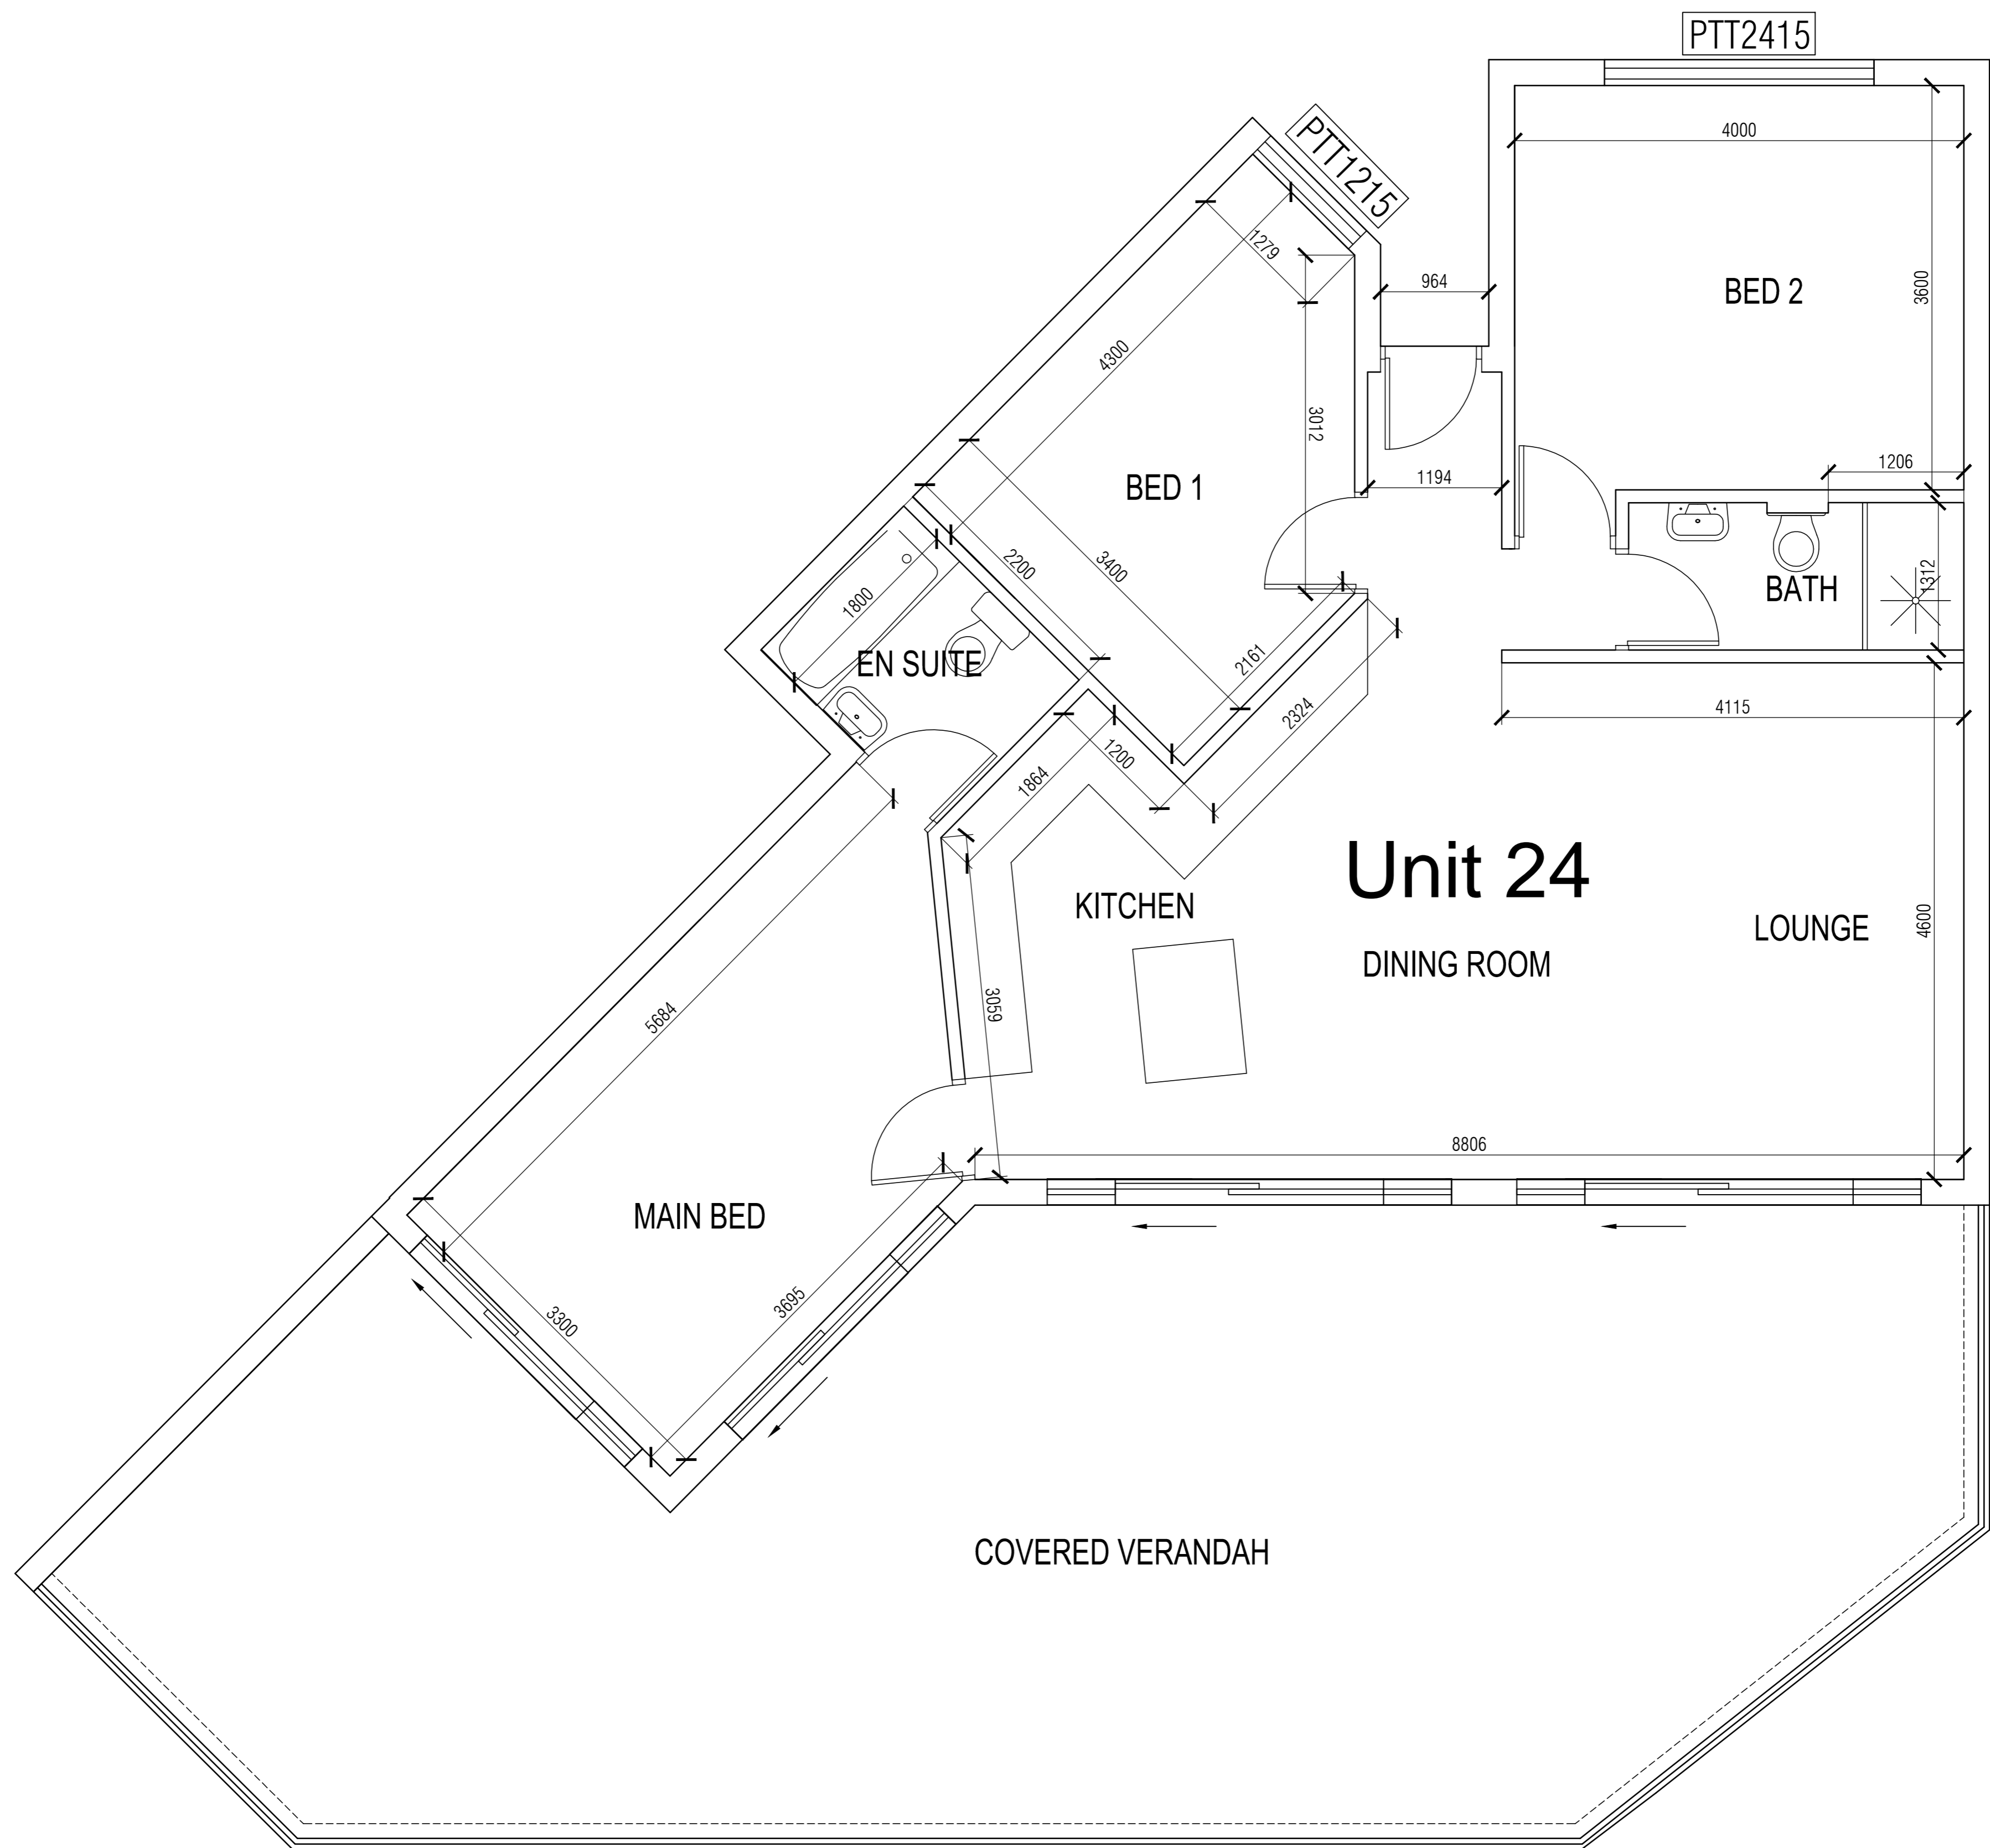 PTT2415
PTT1215
4000
1279
964
3600
BED 2
4300
3012
BED 1
1194
1206
2200
3400
1800
1312
BATH
EN SUITE
2161
2324
4115
1200
1864
Unit 24
KITCHEN
LOUNGE
4600
DINING ROOM
5684
3059
8806
MAIN BED
3695
3300
COVERED VERANDAH